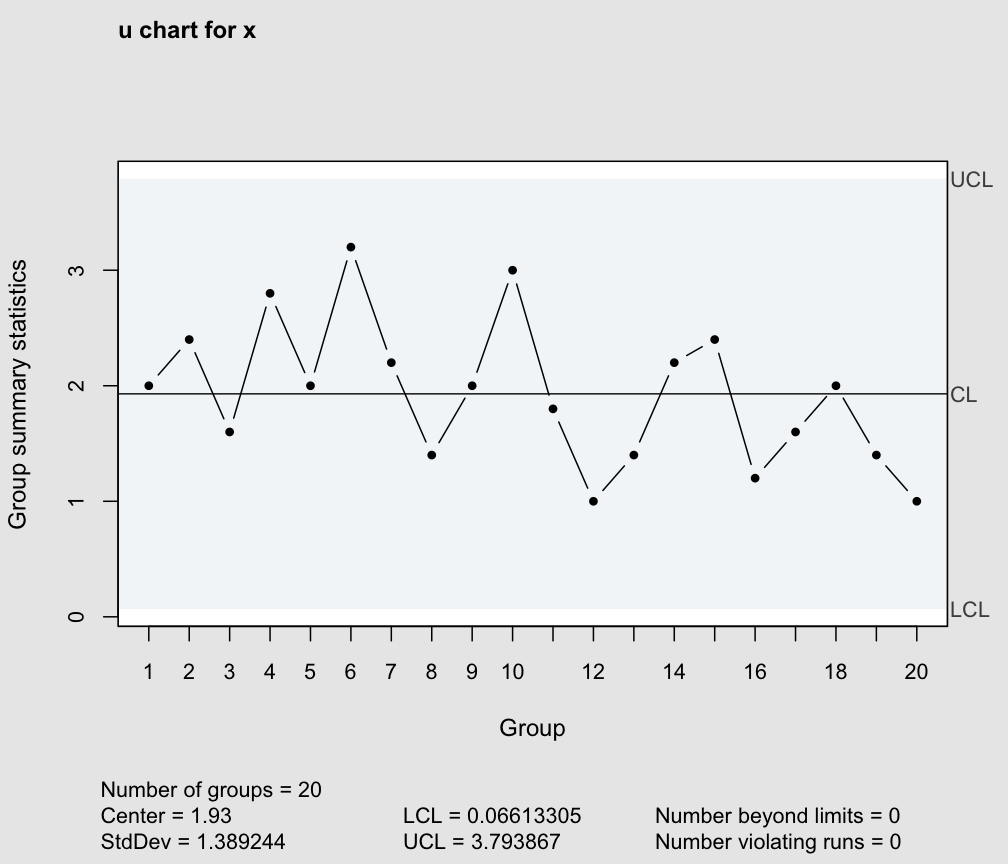 u chart for x
UCL
CL
LCL
Group summary statistics
3
2
1
0
1 2 3 4 5 6 7 8 9 10 12 14 16 18 20
Group
Number of groups = 20
Center = 1.93 LCL = 0.06613305 Number beyond limits = 0
StdDev = 1.389244 UCL = 3.793867 Number violating runs = 0